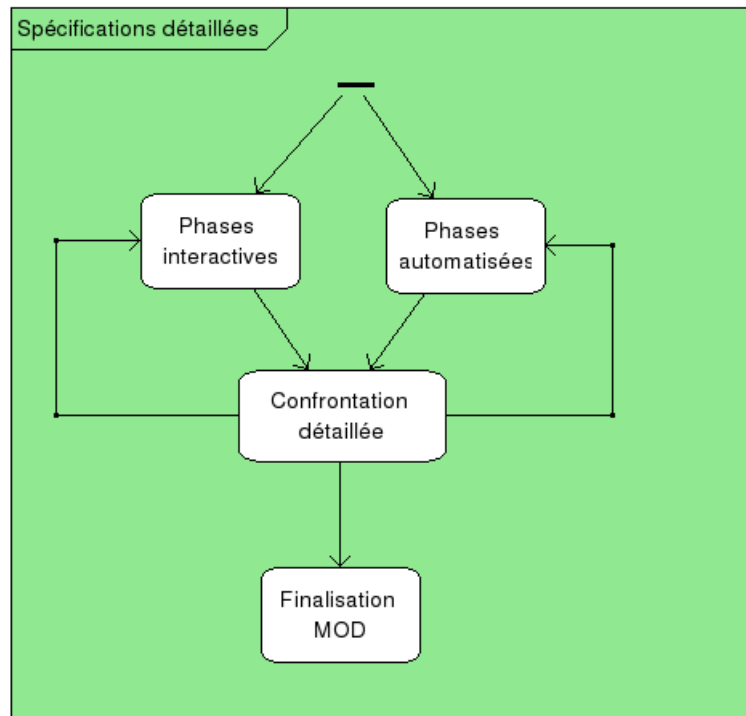 Spécifications détaillées
Phases
interactives
Phases
automatisées
Confrontation
détaillée
Finalisation
MOD